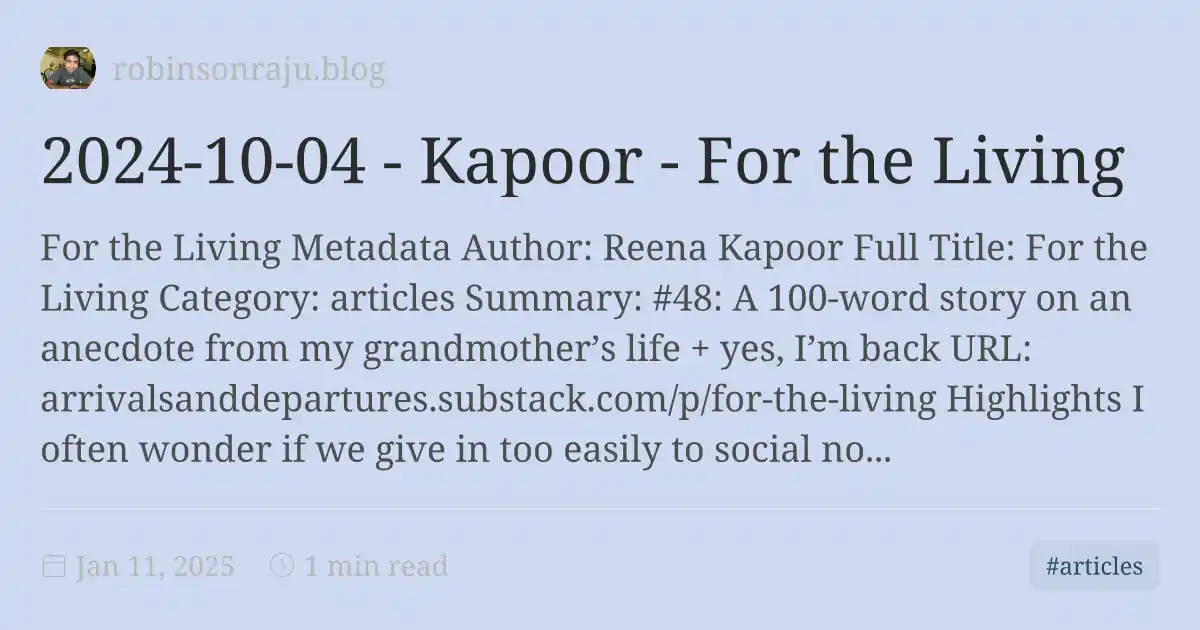 robinsonraju.blog
2024-10-04 - Kapoor - For the Living
For the Living Metadata Author: Reena Kapoor Full Title: For the
Living Category: articles Summary: #48: A 100-word story on an
anecdote from my grandmother’s life + yes, I’m back URL:
arrivalsanddepartures.substack.com/p/for-the-living Highlights I
often wonder if we give in too easily to social no...
Jan 11, 2025 1 min read #articles